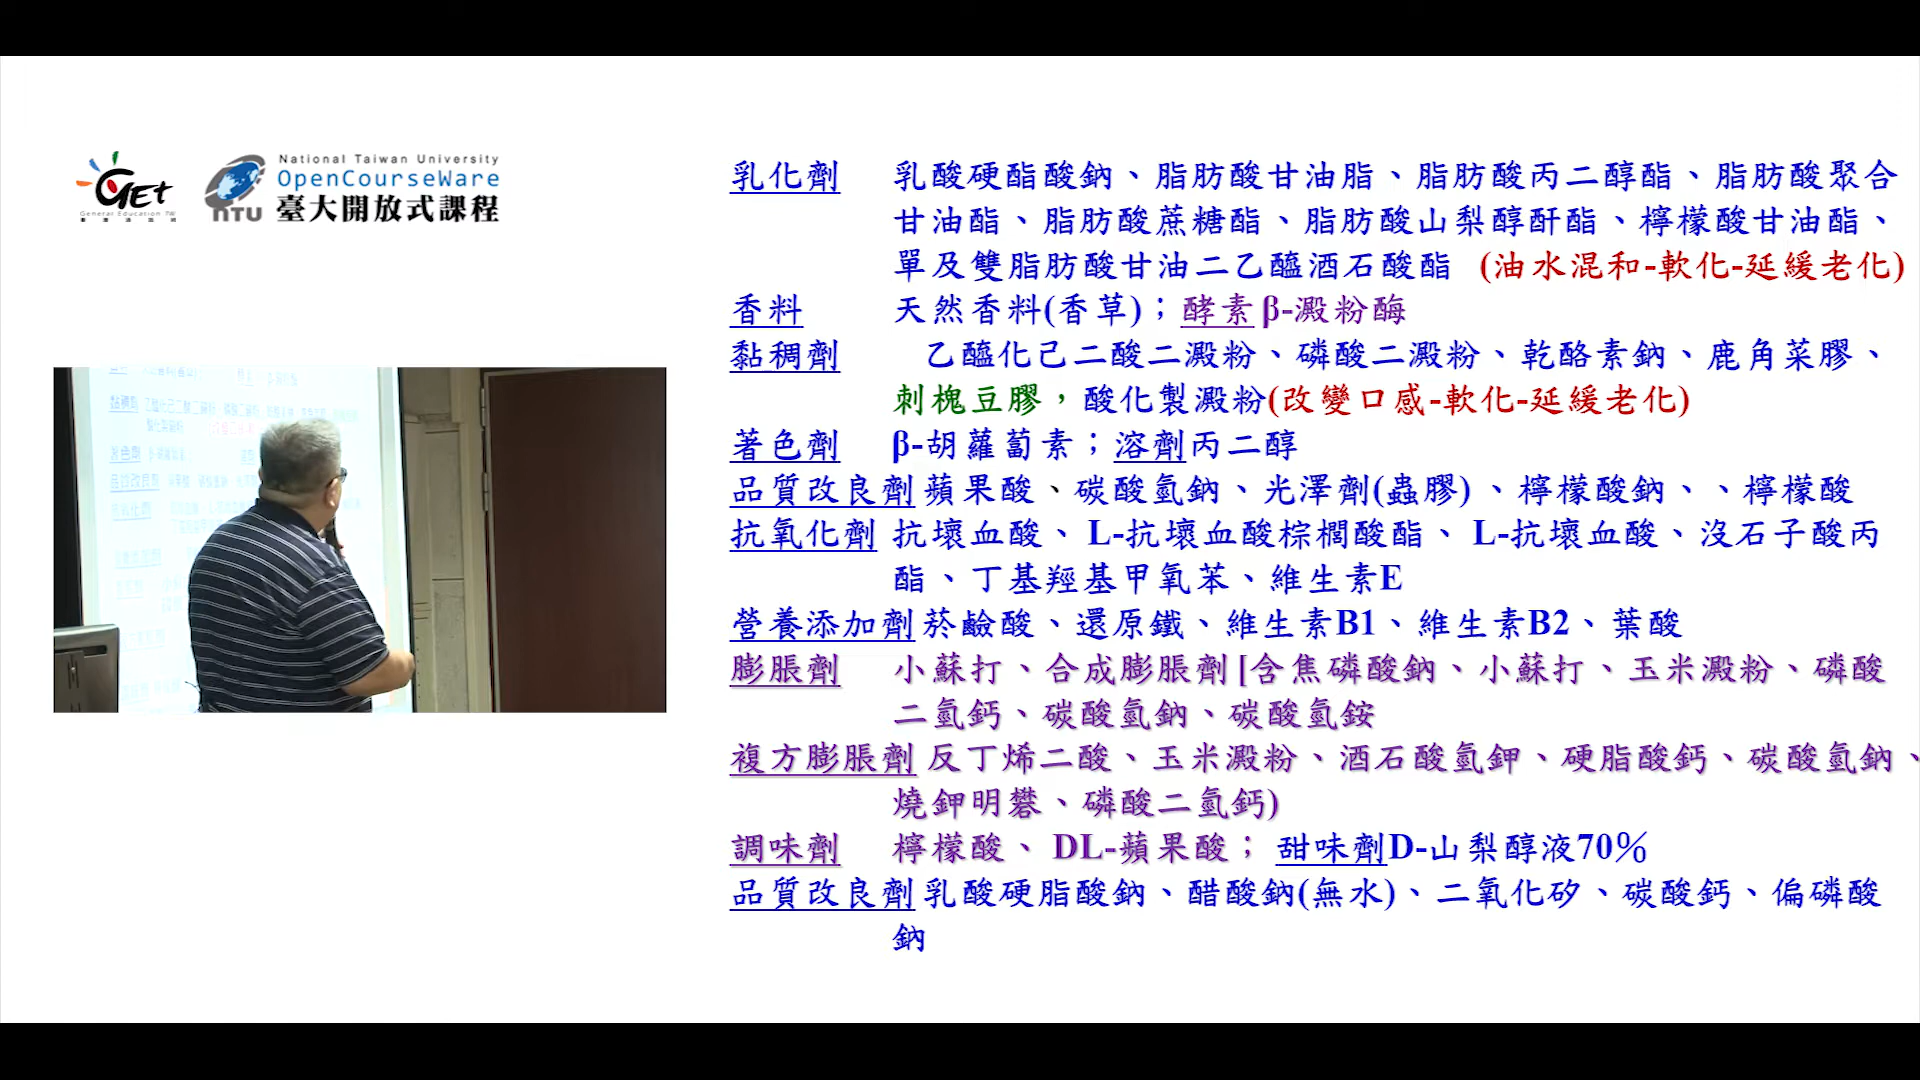 GEt
General Education TW
NTU
National Taiwan University
OpenCourseWare
臺大開放式課程
乳化劑 乳酸硬酯酸鈉、脂肪酸甘油脂、脂肪酸丙二醇酯、脂肪酸聚合
甘油酯、脂肪酸蔗糖酯、脂肪酸山梨醇酐酯、檸檬酸甘油酯、
單及雙脂肪酸甘油二乙醯酒石酸酯 (油水混和-軟化-延緩老化)
香料 天然香料(香草)；酵素β-澱粉酶
黏稠劑 乙醯化己二酸二澱粉、磷酸二澱粉、乾酪素鈉、鹿角菜膠、
刺槐豆膠，酸化製澱粉(改變口感-軟化-延緩老化)
著色劑 β-胡蘿蔔素；溶劑丙二醇
品質改良劑 蘋果酸、碳酸氫鈉、光澤劑(蟲膠)、檸檬酸鈉、、檸檬酸
抗氧化劑 抗壞血酸、L-抗壞血酸棕櫚酸酯、L-抗壞血酸、沒石子酸丙
酯、丁基羥基甲氧苯、維生素E
營養添加劑 菸鹼酸、還原鐵、維生素B1、維生素B2、葉酸
膨脹劑 小蘇打、合成膨脹劑[含焦磷酸鈉、小蘇打、玉米澱粉、磷酸
二氫鈣、碳酸氫鈉、碳酸氫銨
複方膨脹劑 反丁烯二酸、玉米澱粉、酒石酸氫鉀、硬脂酸鈣、碳酸氫鈉、
燒鉀明礬、磷酸二氫鈣)
調味劑 檸檬酸、DL-蘋果酸；甜味劑D-山梨醇液70%
品質改良劑 乳酸硬脂酸鈉、醋酸鈉(無水)、二氧化矽、碳酸鈣、偏磷酸
鈉